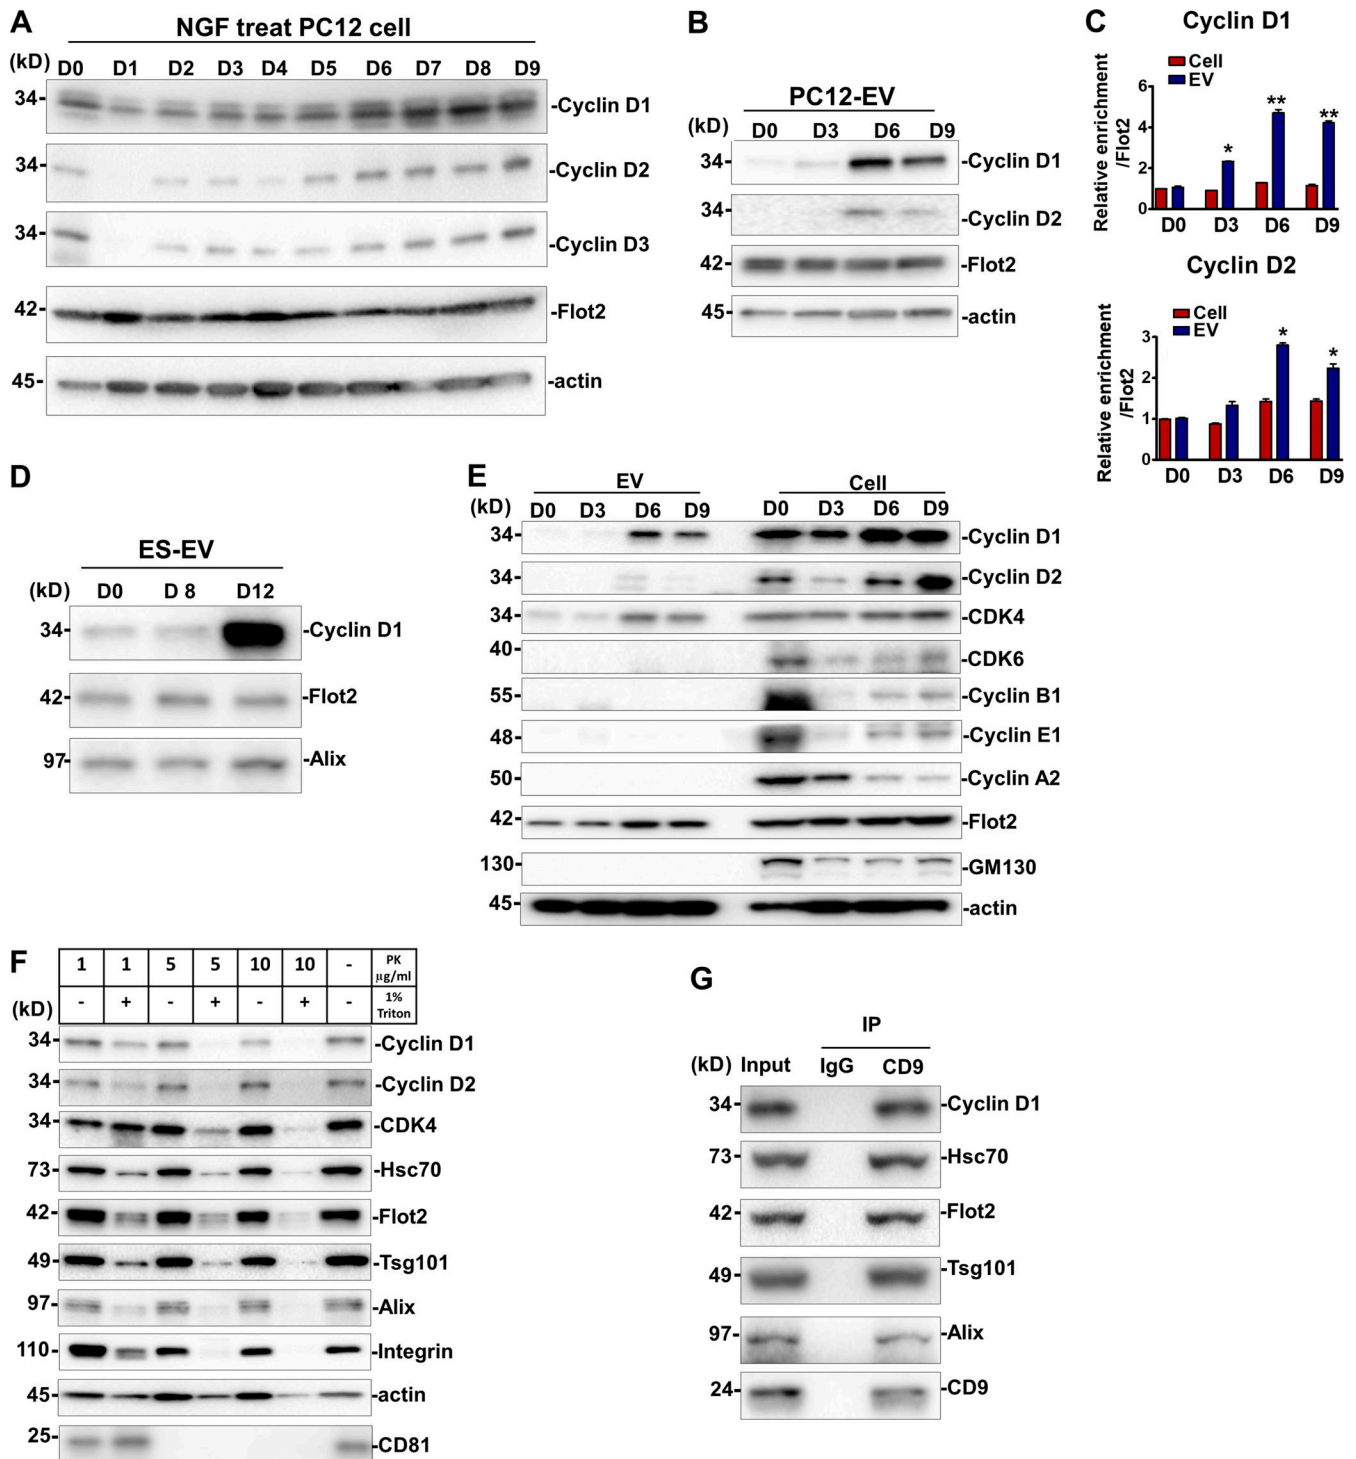 A
NGF treat PC12 cell
(kD) D0 D1 D2 D3 D4 D5 D6 D7 D8 D9
34- -Cyclin D1
34- -Cyclin D2
34- -Cyclin D3
42- -Flot2
45- -actin
B
PC12-EV
(kD) D0 D3 D6 D9
34- -Cyclin D1
34- -Cyclin D2
42- -Flot2
45- -actin
C
Cyclin D1
Cell
EV
Relative enrichment
/Flot2
6
4
2
0
* ** **
D0 D3 D6 D9
Cyclin D2
Cell
EV
Relative enrichment
/Flot2
3
2
1
0
* *
D0 D3 D6 D9
D
ES-EV
(kD) D0 D 8 D12
34- -Cyclin D1
42- -Flot2
97- -Alix
E
EV Cell
(kD) D0 D3 D6 D9 D0 D3 D6 D9
34- -Cyclin D1
34- -Cyclin D2
34- -CDK4
40- -CDK6
55- -Cyclin B1
48- -Cyclin E1
50- -Cyclin A2
42- -Flot2
130- -GM130
45- -actin
F
1 1 5 5 10 10 - PK
μg/ml
(kD) - + - + - + - 1%
Triton
34- -Cyclin D1
34- -Cyclin D2
34- -CDK4
73- -Hsc70
42- -Flot2
49- -Tsg101
97- -Alix
110- -Integrin
45- -actin
25- -CD81
G
IP
(kD) Input IgG CD9
34- -Cyclin D1
73- -Hsc70
42- -Flot2
49- -Tsg101
97- -Alix
24- -CD9